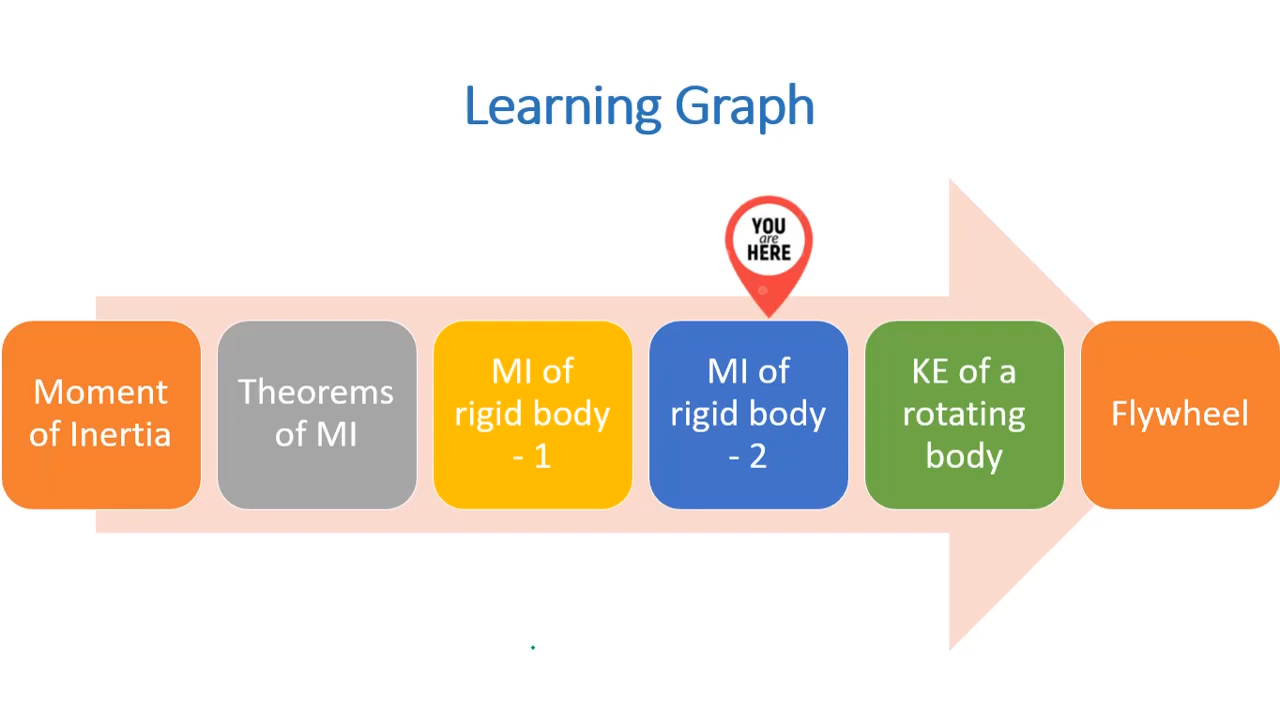 Learning Graph
YOU
are
HERE
Moment
of Inertia
Theorems
of MI
MI of
rigid body
- 1
MI of
rigid body
- 2
KE of a
rotating
body
Flywheel